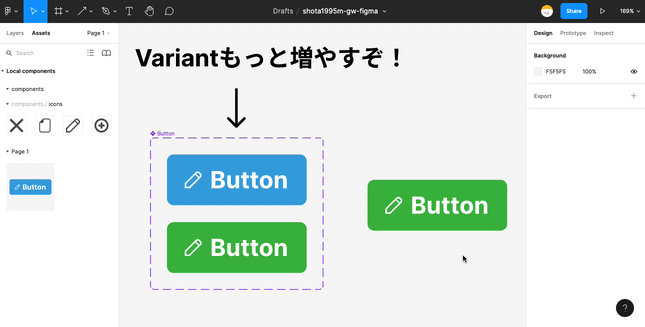 Drafts / shota1995m-gw-figma
Share
169%
Layers Assets Page 1
Search
Local components
components
components / icons
Page 1
Button
Variantもっと増やすぞ！
Button
Button
Button
Button
Design Prototype Inspect
Background
F5F5F5 100%
Export
?